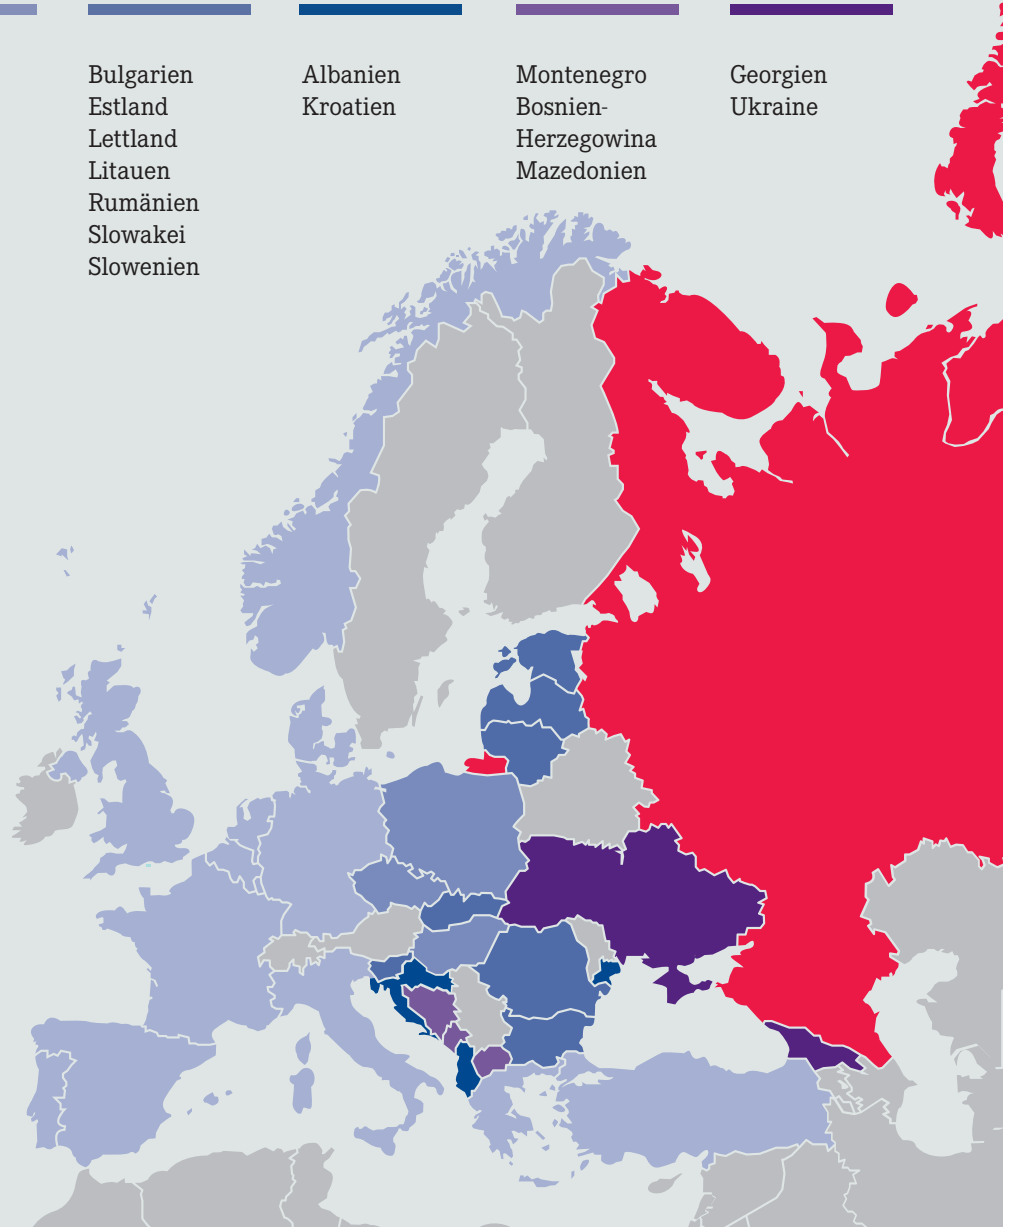 Bulgarien
Estland
Lettland
Litauen
Rumänien
Slowakei
Slowenien
Albanien
Kroatien
Montenegro
Bosnien-
Herzegowina
Mazedonien
Georgien
Ukraine